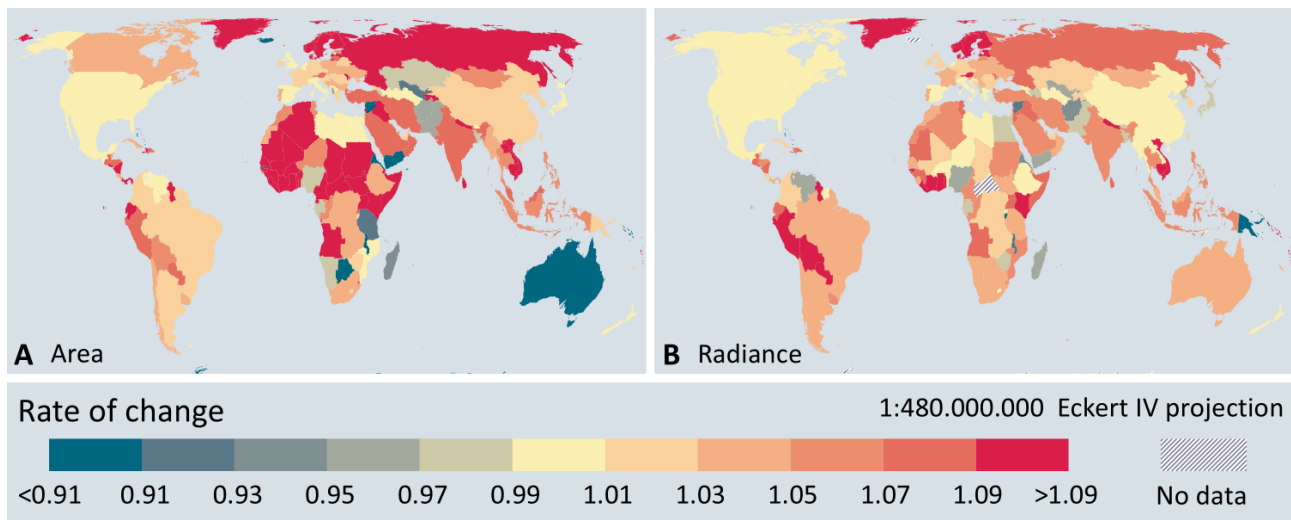 A Area
B Radiance
Rate of change
1:480.000.000 Eckert IV projection
<0.91 0.91 0.93 0.95 0.97 0.99 1.01 1.03 1.05 1.07 1.09 >1.09
No data